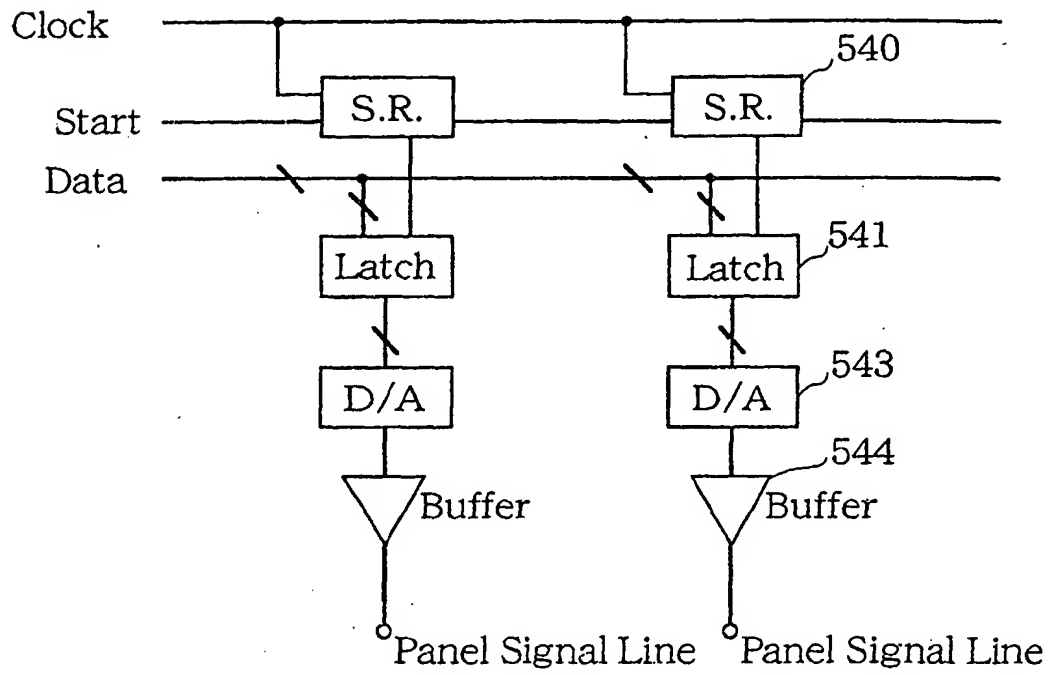 Clock
540
S.R. S.R.
Start
Data
541
Latch Latch
543
D/A D/A
544
Buffer Buffer
Panel Signal Line Panel Signal Line